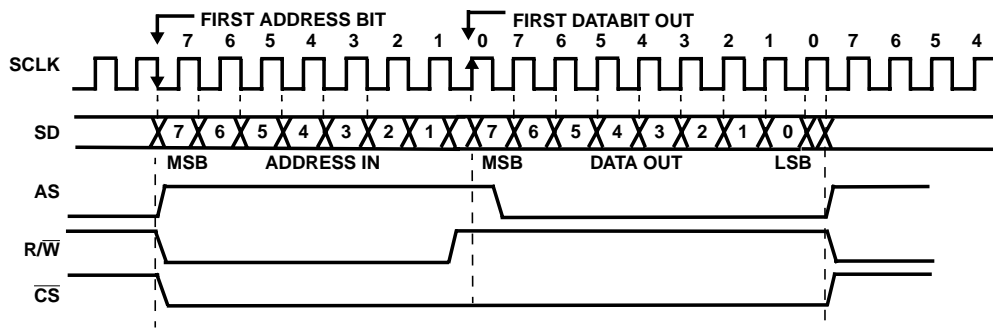 FIRST ADDRESS BIT FIRST DATABIT OUT
7 6 5 4 3 2 1 0 7 6 5 4 3 2 1 0 7 6 5 4
SCLK
SD 7 6 5 4 3 2 1 7 6 5 4 3 2 1 0
MSB ADDRESS IN MSB DATA OUT LSB
AS
R/W̅
C̅S̅